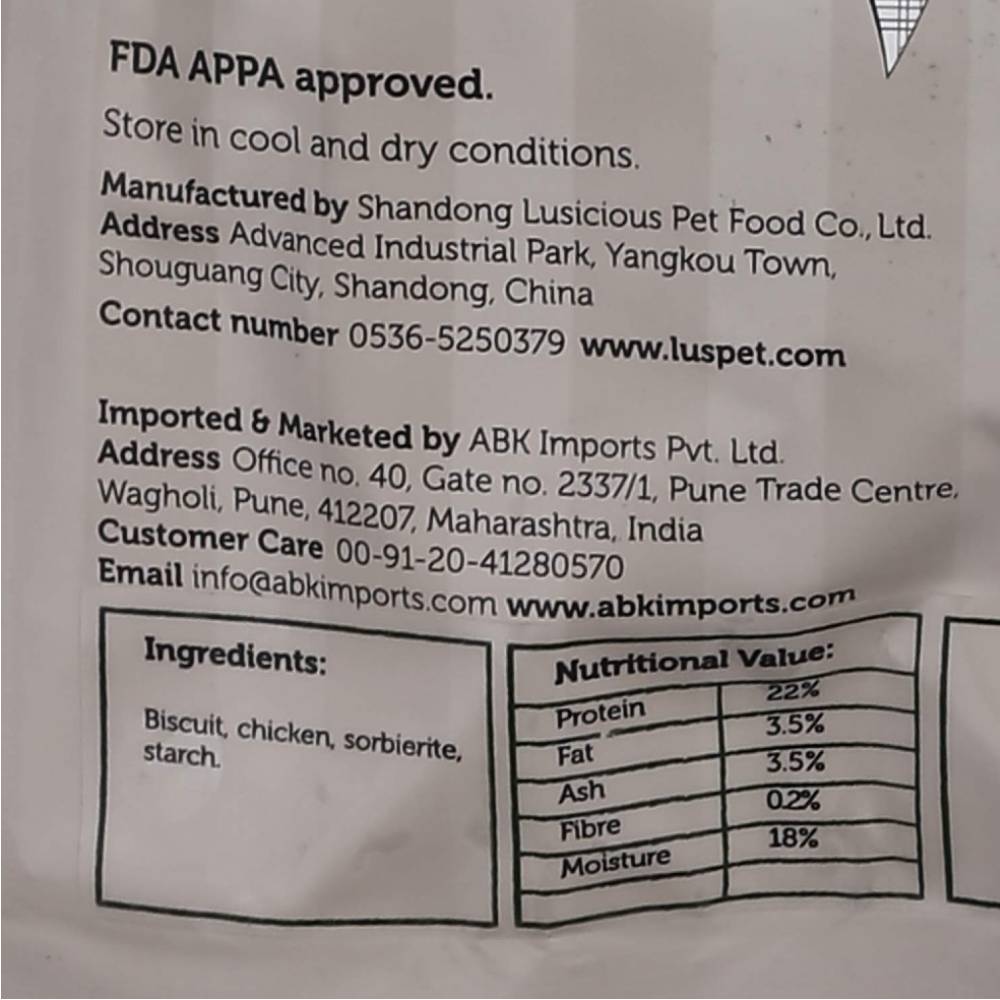 FDA APPA approved.
Store in cool and dry conditions.
Manufactured by Shandong Lusicious Pet Food Co., Ltd.
Address Advanced Industrial Park, Yangkou Town,
Shouguang City, Shandong, China
Contact number 0536-5250379 www.luspet.com
Imported & Marketed by ABK Imports Pvt. Ltd.
Address Office no. 40, Gate no. 2337/1, Pune Trade Centre,
Wagholi, Pune, 412207, Maharashtra, India
Customer Care 00-91-20-41280570
Email info@abkimports.com www.abkimports.com
Ingredients:
Biscuit, chicken, sorbierite,
starch.
Nutritional Value:
Protein 22%
Fat 3.5%
Ash 3.5%
Fibre 0.2%
Moisture 18%